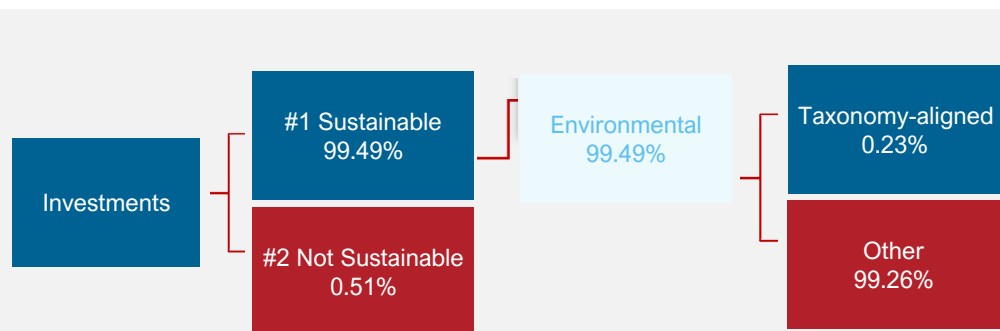 Investments
#1 Sustainable
99.49%
#2 Not Sustainable
0.51%
Environmental
99.49%
Taxonomy-aligned
0.23%
Other
99.26%